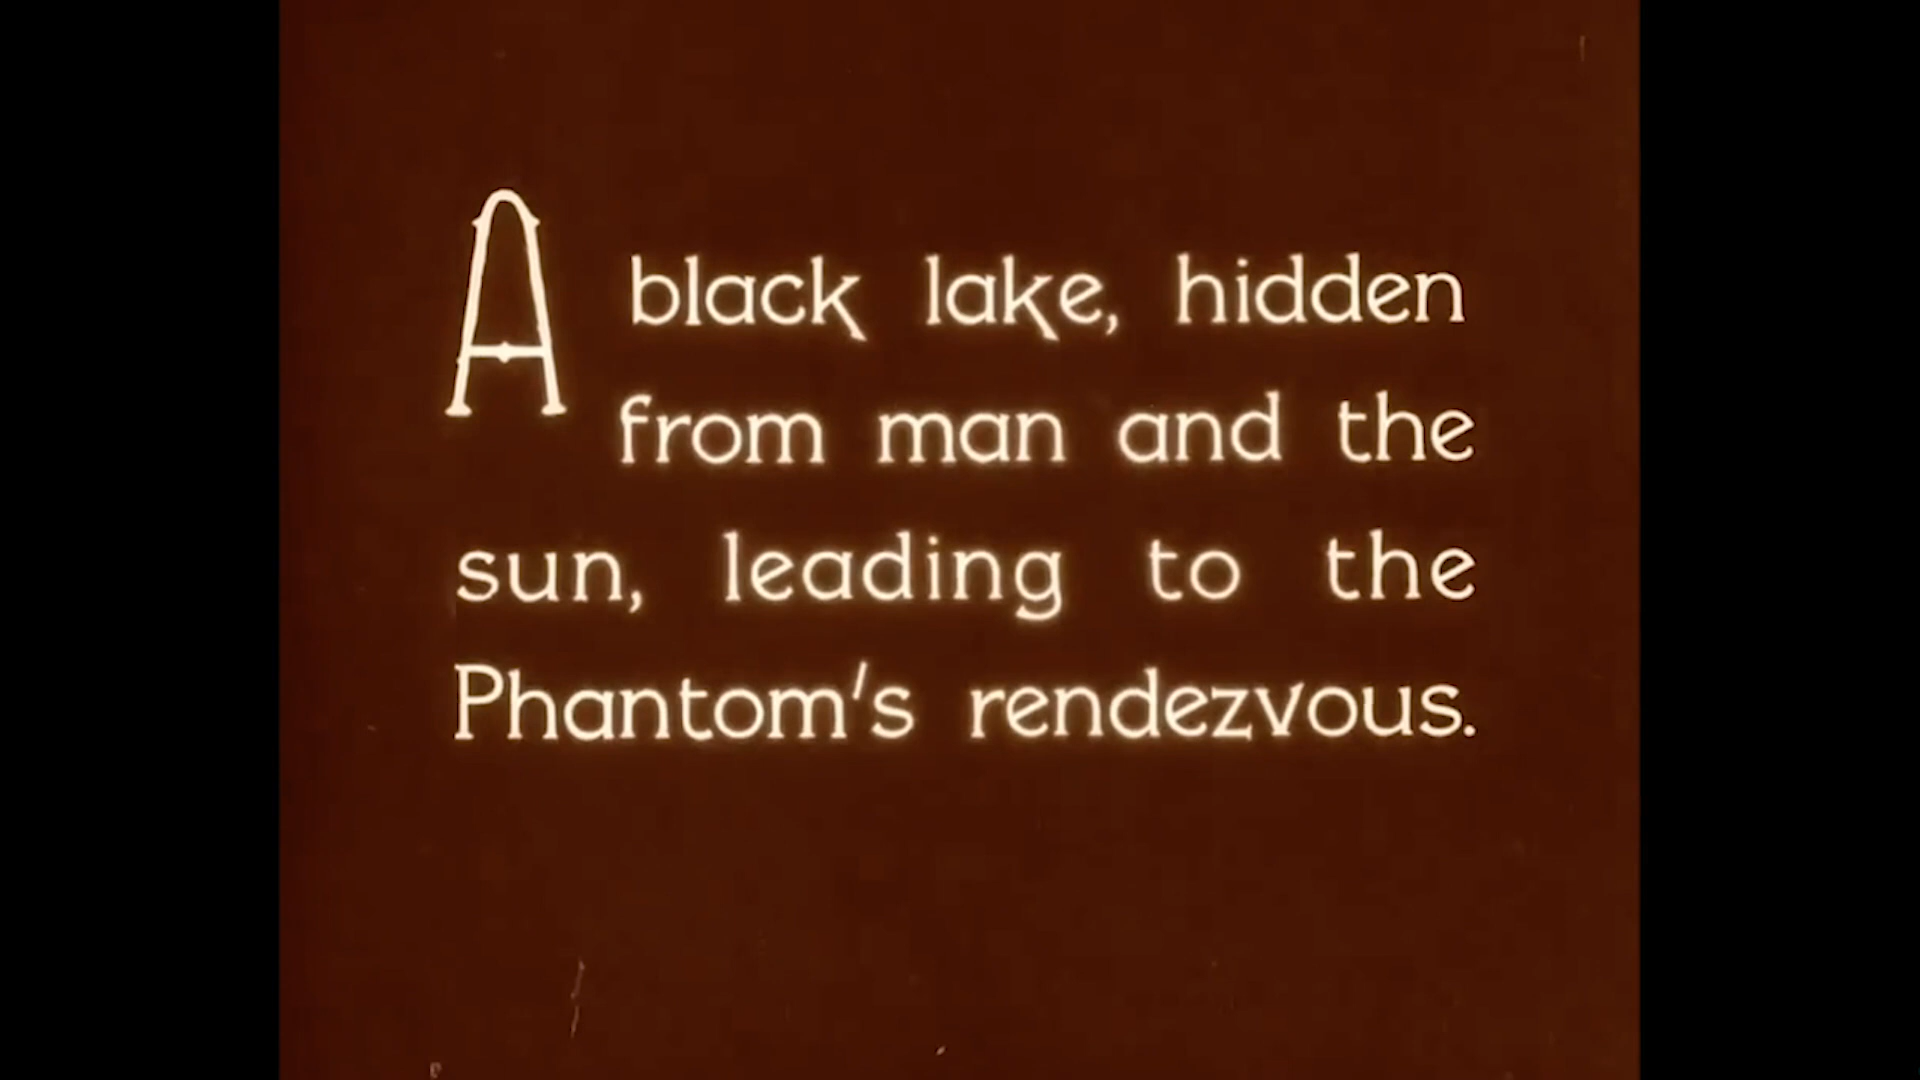 A black lake, hidden
from man and the
sun, leading to the
Phantom's rendezvous.